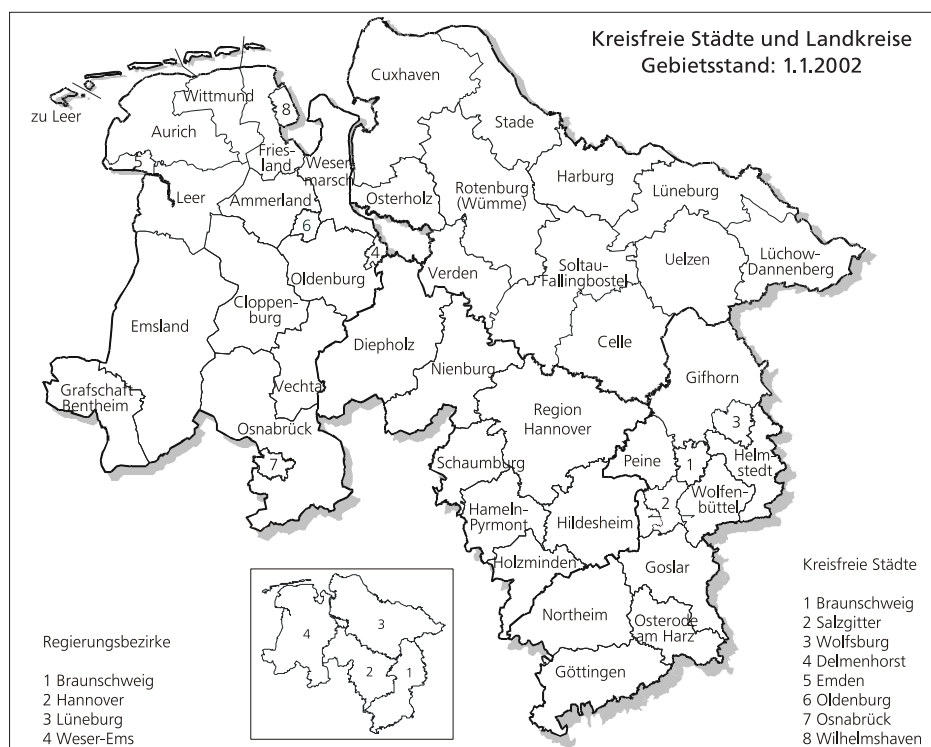 Kreisfreie Städte und Landkreise
Gebietsstand: 1.1.2002
Cuxhaven
Wittmund
8
zu Leer
Aurich
Stade
Fries-
land
Weser-
marsch
Harburg
Lüneburg
Leer
Ammerland
Osterholz
Rotenburg
(Wümme)
6
4
Oldenburg
Verden
Soltau-
Fallingbostel
Uelzen
Lüchow-
Dannenberg
Cloppen-
burg
Emsland
Diepholz
Celle
Nienburg
Gifhorn
Grafschaft
Bentheim
Vechta
Region
Hannover
3
Osnabrück
7
Schaumburg
Peine
1
Helm-
stedt
Hameln-
Pyrmont
Hildesheim
2
Wolfen-
büttel
Holzminden
Goslar
Northeim
Osterode
am Harz
Göttingen
4
3
2
1
Regierungsbezirke
1 Braunschweig
2 Hannover
3 Lüneburg
4 Weser-Ems
Kreisfreie Städte
1 Braunschweig
2 Salzgitter
3 Wolfsburg
4 Delmenhorst
5 Emden
6 Oldenburg
7 Osnabrück
8 Wilhelmshaven